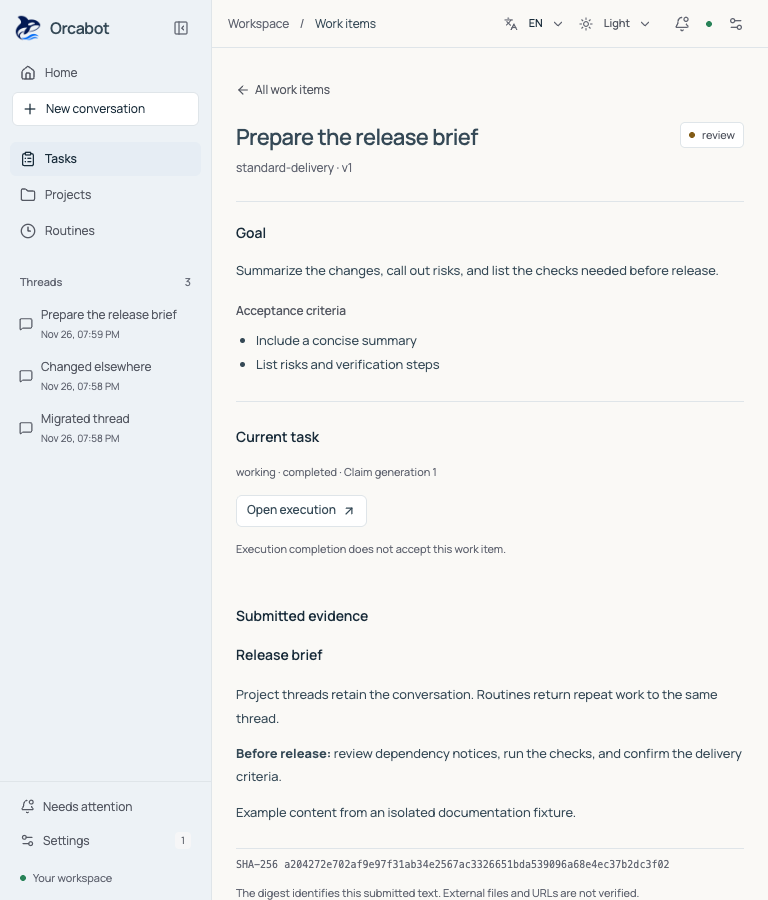 Orcabot
Home
New conversation
Tasks
Projects
Routines
Threads 3
Prepare the release brief
Nov 26, 07:59 PM
Changed elsewhere
Nov 26, 07:58 PM
Migrated thread
Nov 26, 07:58 PM
Needs attention
Settings 1
Your workspace
Workspace / Work items
EN Light
All work items
Prepare the release brief
review
standard-delivery · v1
Goal
Summarize the changes, call out risks, and list the checks needed before release.
Acceptance criteria
Include a concise summary
List risks and verification steps
Current task
working · completed · Claim generation 1
Open execution
Execution completion does not accept this work item.
Submitted evidence
Release brief
Project threads retain the conversation. Routines return repeat work to the same
thread.
Before release: review dependency notices, run the checks, and confirm the delivery
criteria.
Example content from an isolated documentation fixture.
SHA-256 a204272e702af9e97f31ab34e2567ac3326651bda539096a68e4ec37b2dc3f02
The digest identifies this submitted text. External files and URLs are not verified.